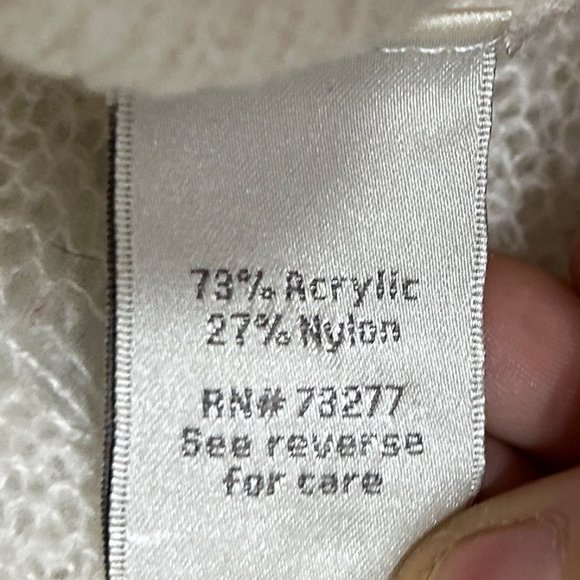 73% Acrylic
27% Nylon
RN# 73277
See reverse
for care